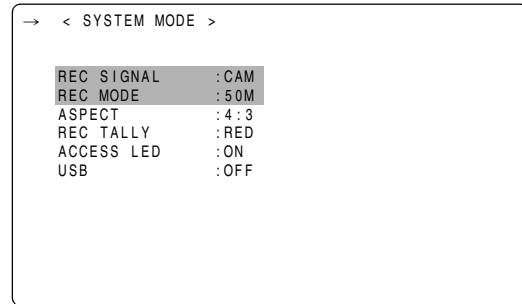 → < SYSTEM MODE >
REC SIGNAL :CAM
REC MODE :50M
ASPECT :4:3
REC TALLY :RED
ACCESS LED :ON
USB :OFF